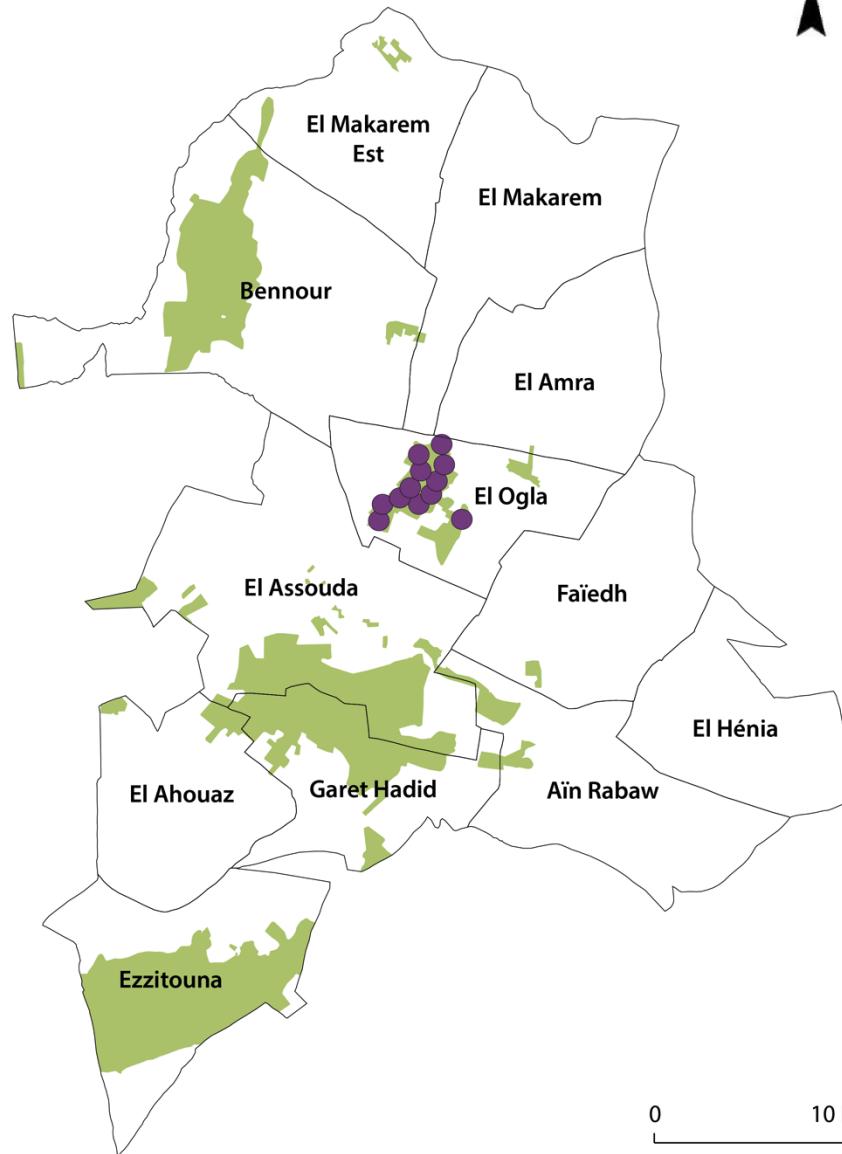 El Makarem
Est
El Makarem
Bennour
El Amra
El Ogla
El Assouda
Faïedh
El Hénia
El Ahouaz
Garet Hadid
Aïn Rabaw
Ezzitouna
0 10